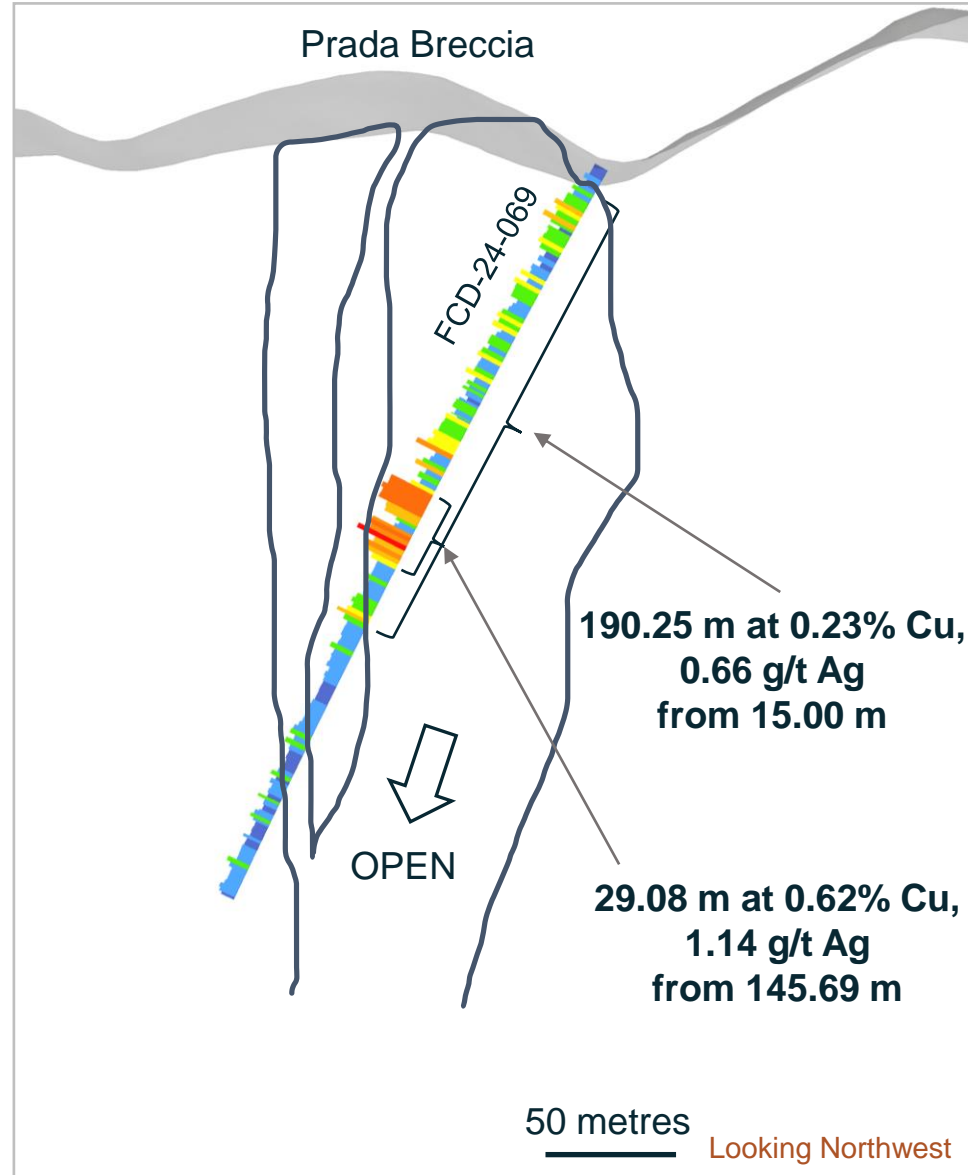 Prada Breccia
FCD-24-069
190.25 m at 0.23% Cu,
0.66 g/t Ag
from 15.00 m
OPEN
29.08 m at 0.62% Cu,
1.14 g/t Ag
from 145.69 m
50 metres
Looking Northwest